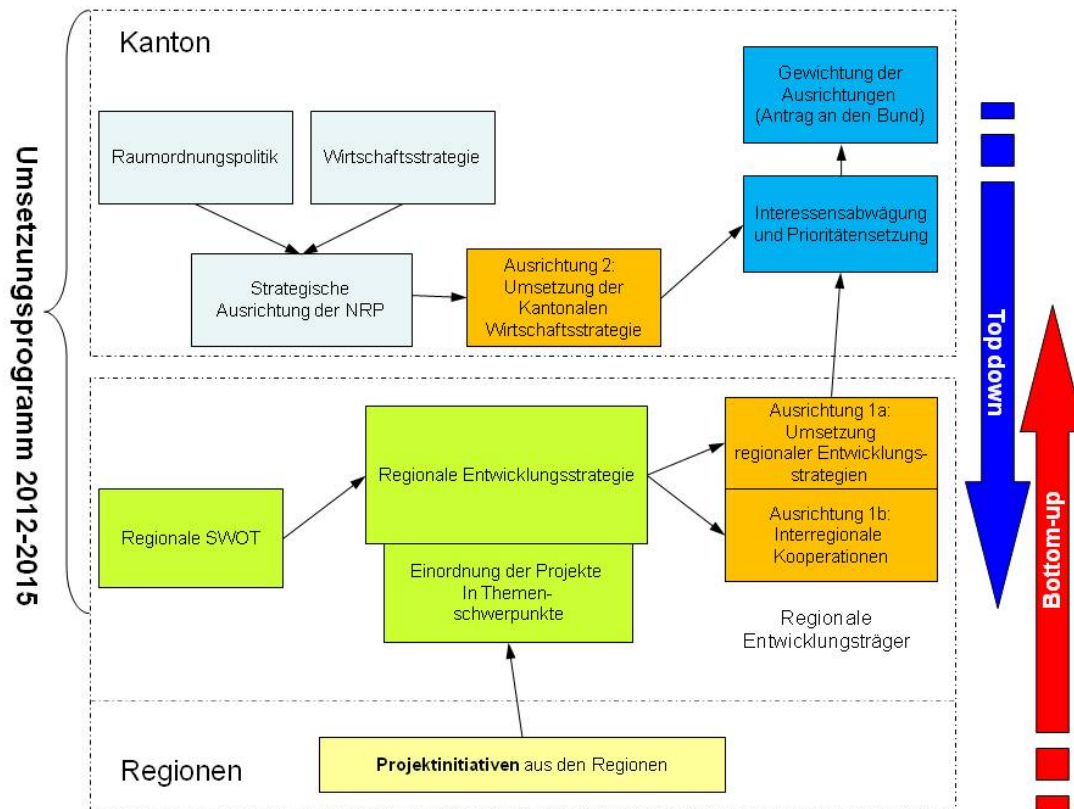 Kanton
Gewichtung der
Ausrichtungen
(Antrag an den Bund)
Raumordnungspolitik
Wirtschaftsstrategie
Interessensabwägung
und Prioritätensetzung
Strategische
Ausrichtung der NRP
Ausrichtung 2:
Umsetzung der
Kantonalen
Wirtschaftsstrategie
Umsetzungsprogramm 2012-2015
Top down
Bottom-up
Regionale SWOT
Regionale Entwicklungsstrategie
Einordnung der Projekte
In Themen-
schwerpunkte
Ausrichtung 1a:
Umsetzung
regionaler Entwicklungs-
strategien
Ausrichtung 1b:
Interregionale
Kooperationen
Regionale
Entwicklungsträger
Regionen
Projektinitiativen aus den Regionen